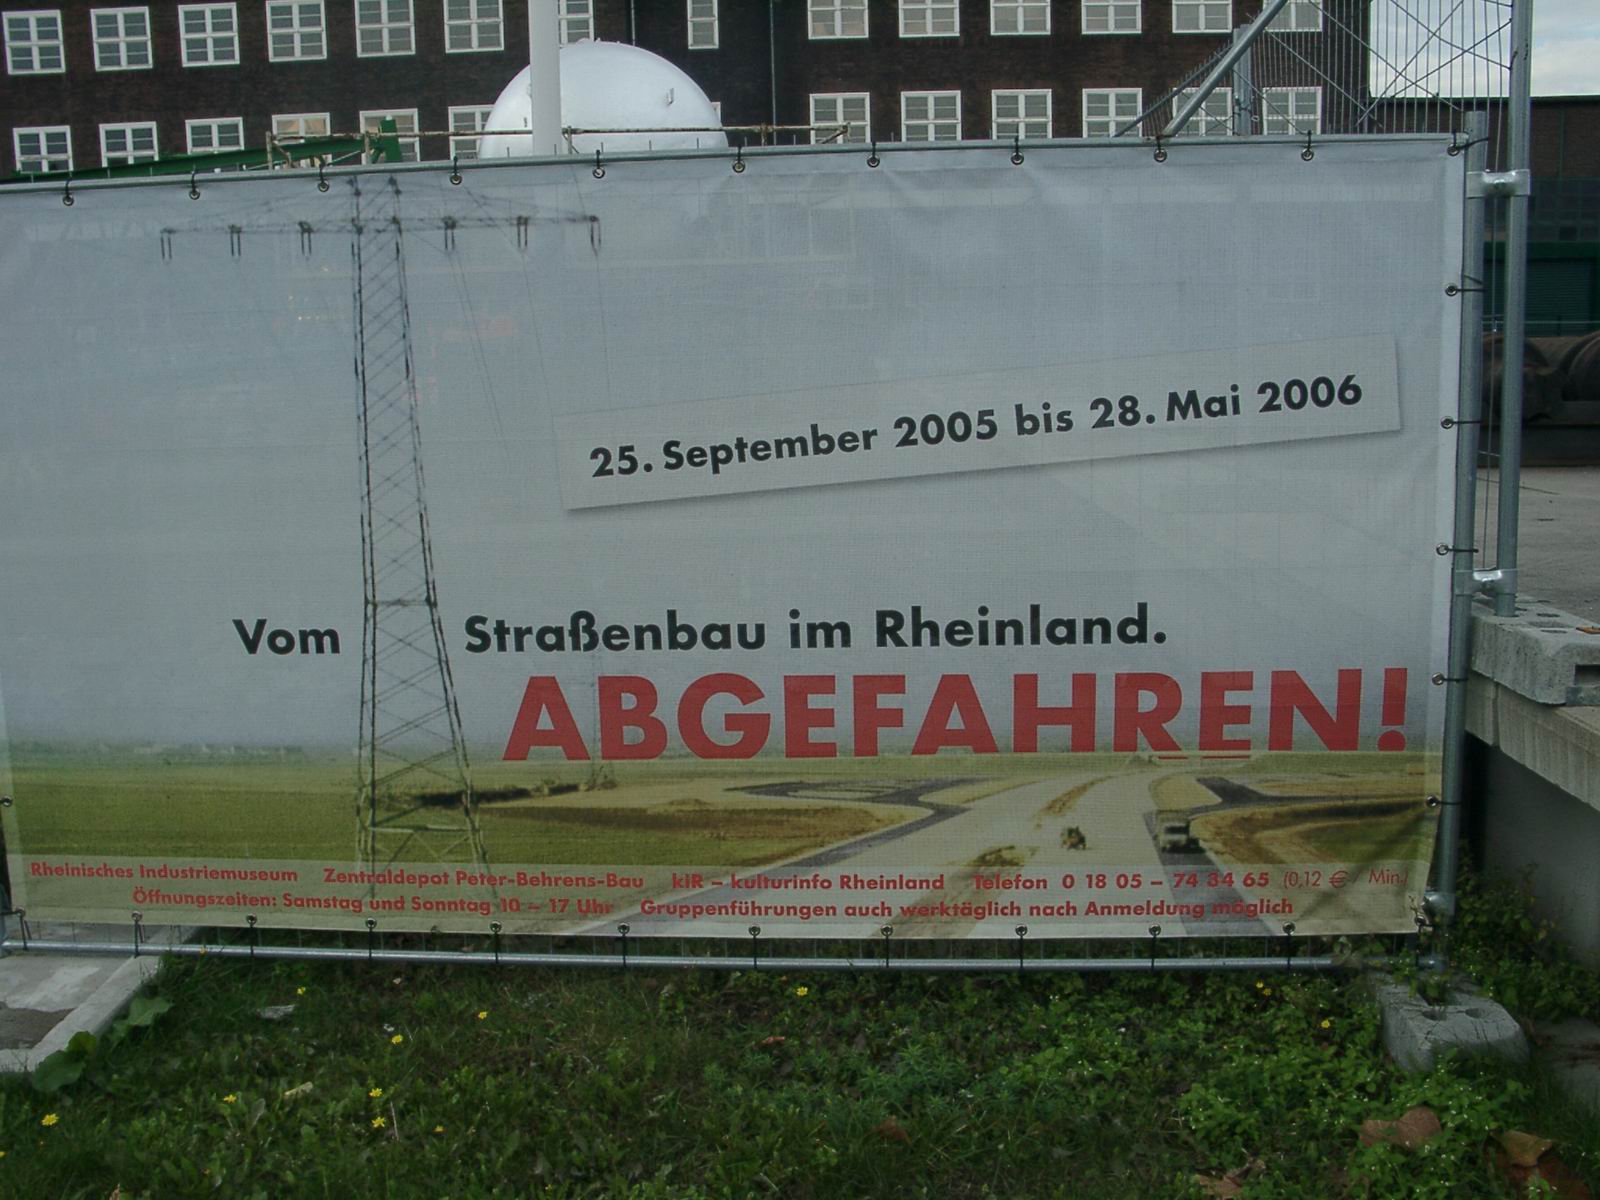 25. September 2005 bis 28. Mai 2006
Vom Straßenbau im Rheinland.
ABGEFAHREN!
Rheinisches Industriemuseum Zentraldepot Peter-Behrens-Bau kiR – kulturinfo Rheinland Telefon 0 18 05 – 74 34 65 (0,12 € / Min.)
Öffnungszeiten: Samstag und Sonntag 10 – 17 Uhr Gruppenführungen auch werktäglich nach Anmeldung möglich